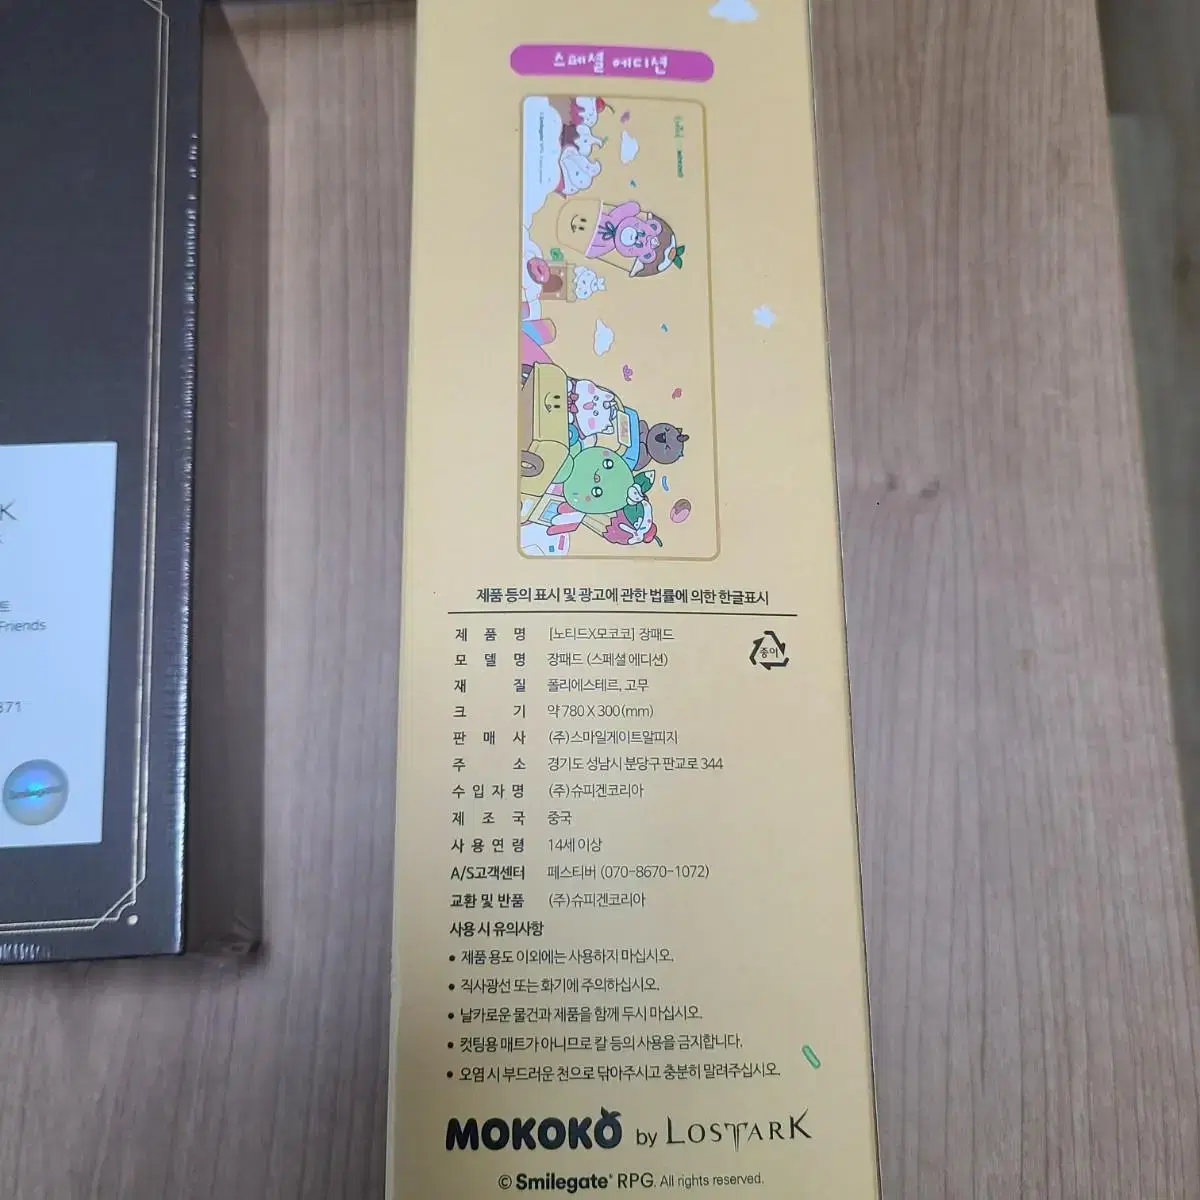 스페셜 에디션
제품 등의 표시 및 광고에 관한 법률에 의한 한글표시
제품명 [노티드X모코코] 장패드
모델명 장패드 (스페셜 에디션)
재질 폴리에스테르, 고무
크기 약 780 X 300(mm)
판매사 (주)스마일게이트알피지
주소 경기도 성남시 분당구 판교로 344
수입자명 (주)슈피겐코리아
제조국 중국
사용연령 14세 이상
A/S고객센터 페스티버 (070-8670-1072)
교환 및 반품 (주)슈피겐코리아
종이
사용 시 유의사항
• 제품 용도 이외에는 사용하지 마십시오.
• 직사광선 또는 화기에 주의하십시오.
• 날카로운 물건과 제품을 함께 두시 마십시오.
• 컷팅용 매트가 아니므로 칼 등의 사용을 금지합니다.
• 오염 시 부드러운 천으로 닦아주시고 충분히 말려주십시오.
MOKOKO by LOSTARK
© Smilegate® RPG. All rights reserved.
K
트
Friends
371
Smilegate